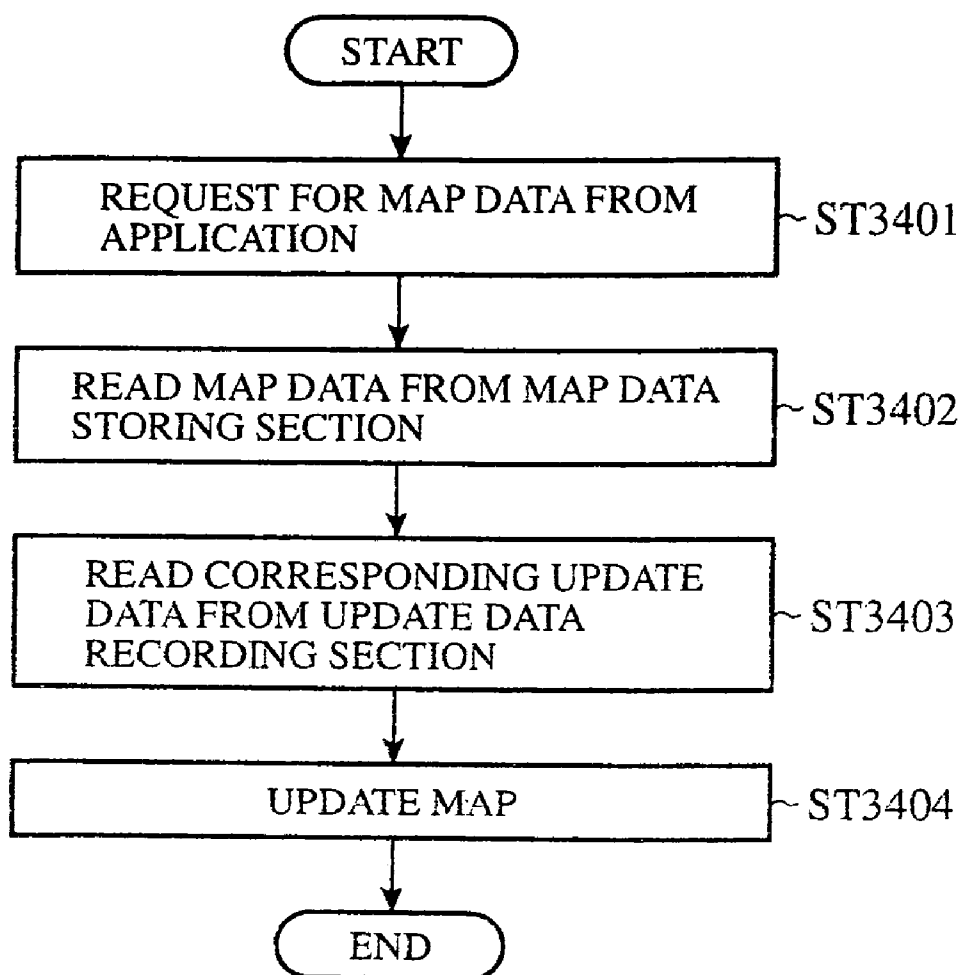 START
REQUEST FOR MAP DATA FROM
APPLICATION
ST3401
READ MAP DATA FROM MAP DATA
STORING SECTION
ST3402
READ CORRESPONDING UPDATE
DATA FROM UPDATE DATA
RECORDING SECTION
ST3403
UPDATE MAP
ST3404
END